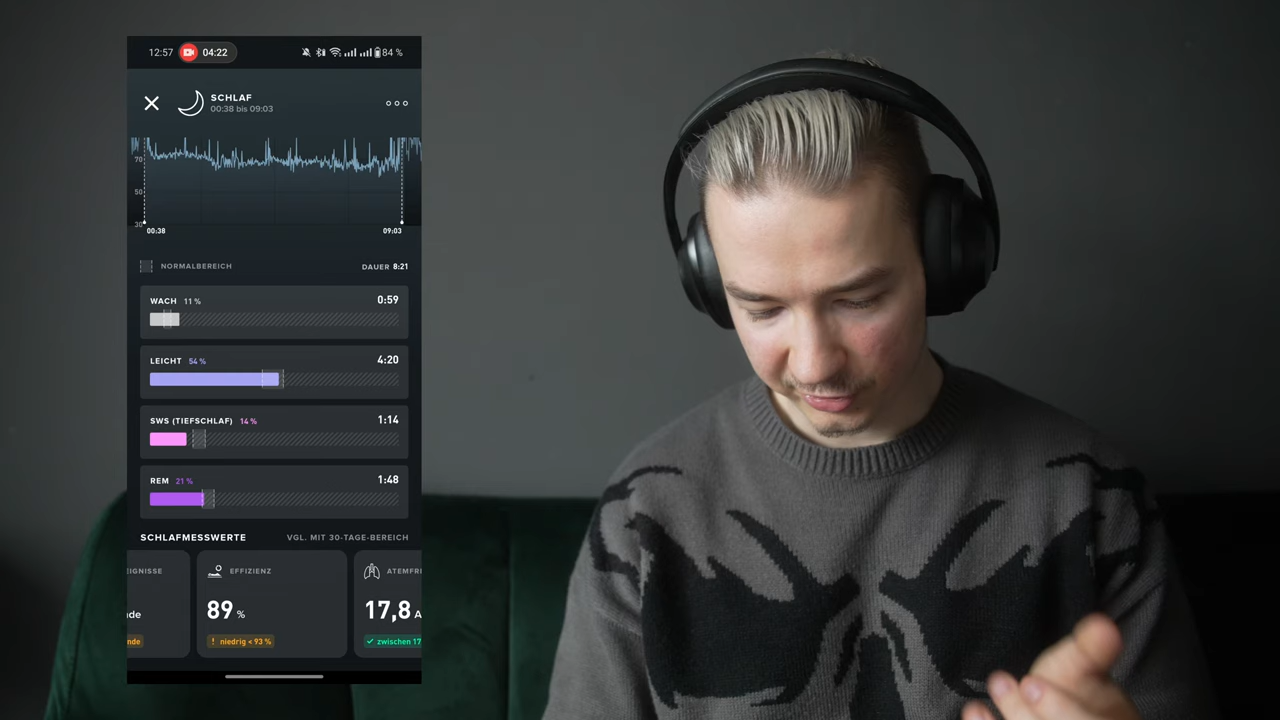 12:57 04:22 84 %
SCHLAF
00:38 bis 09:03
70
50
30
00:38 09:03
NORMALBEREICH DAUER 8:21
WACH 11 % 0:59
LEICHT 54 % 4:20
SWS (TIEFSCHLAF) 14 % 1:14
REM 21 % 1:48
SCHLAFMESSWERTE VGL. MIT 30-TAGE-BEREICH
EIGNISSE EFFIZIENZ ATEMFRE
de 89 % 17,8 A
nde ! niedrig < 93 % zwischen 17